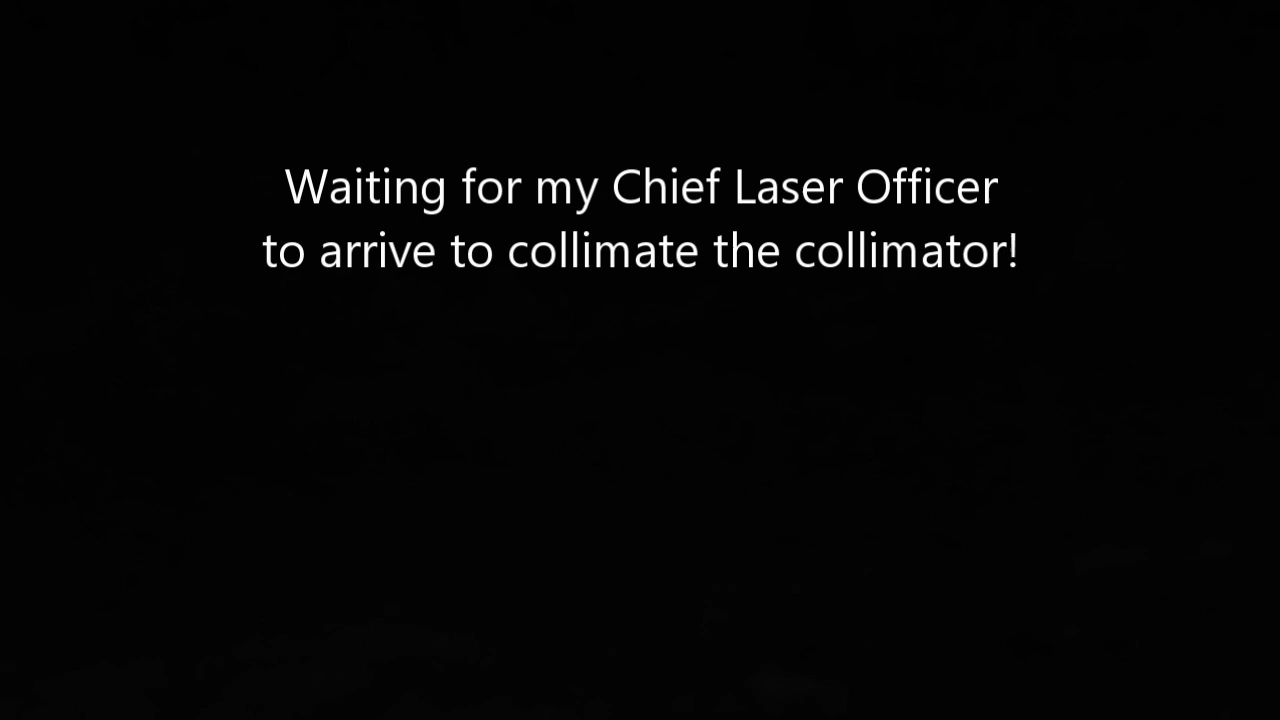 Waiting for my Chief Laser Officer
to arrive to collimate the collimator!